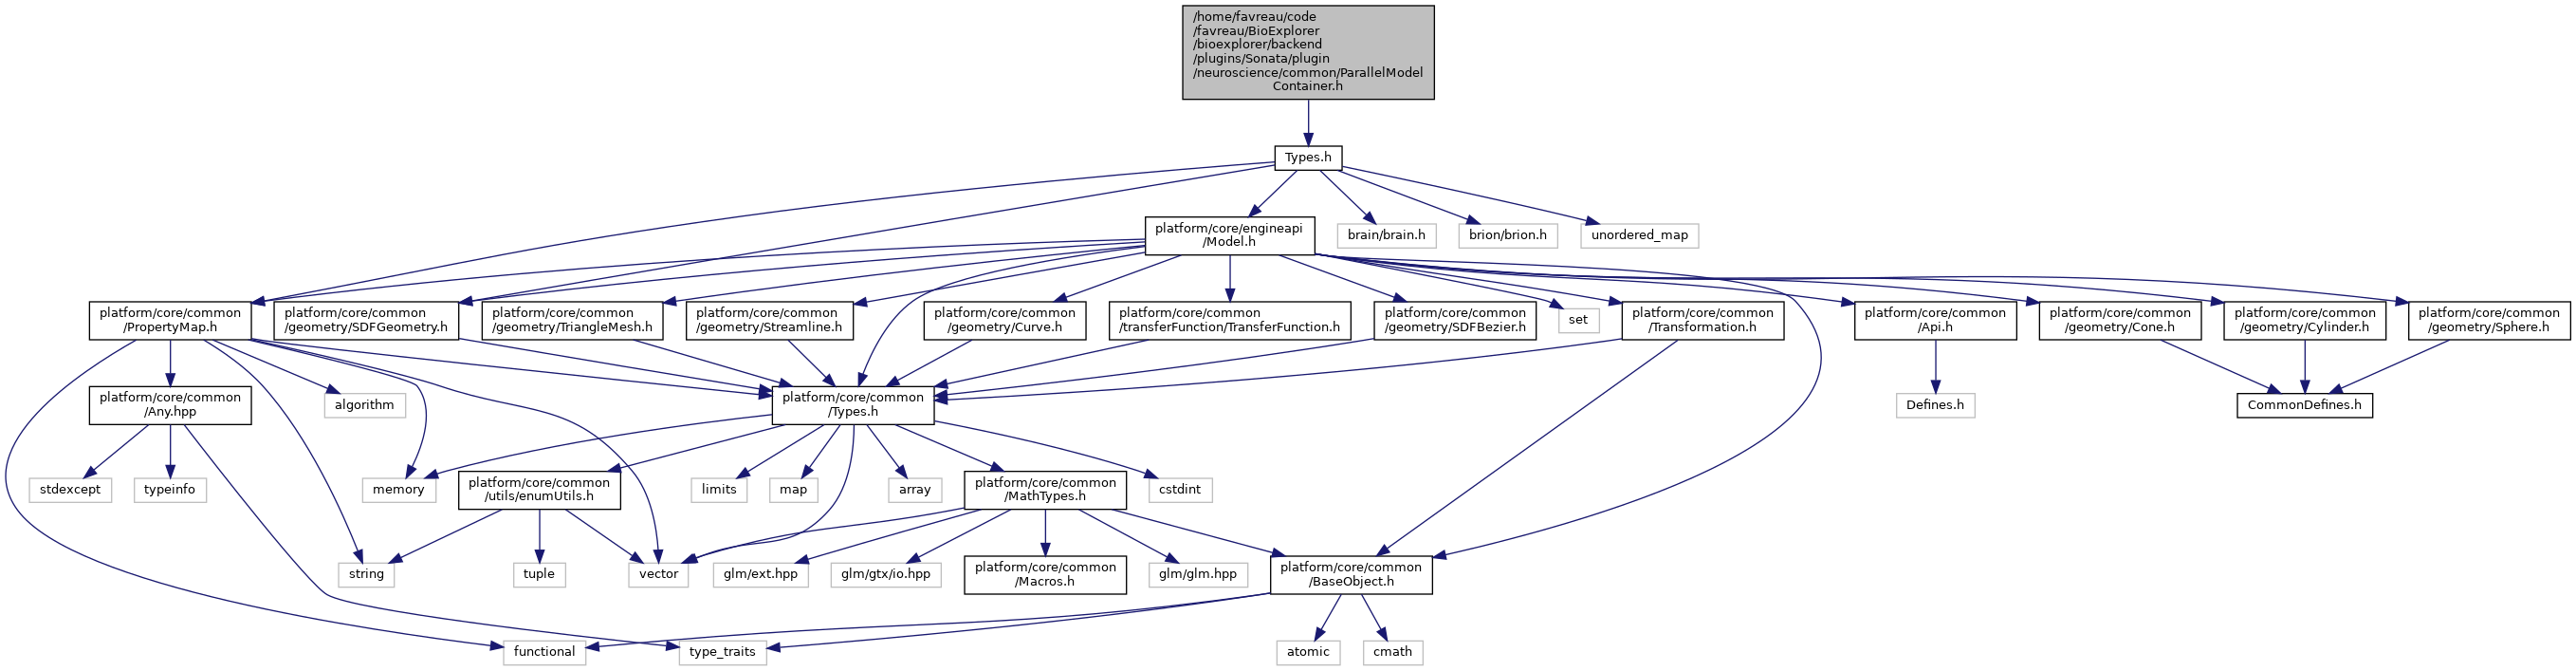 /home/favreau/code
/favreau/BioExplorer
/bioexplorer/backend
/plugins/Sonata/plugin
/neuroscience/common/ParallelModel
Container.h
Types.h
platform/core/engineapi
/Model.h
brain/brain.h
brion/brion.h
unordered_map
platform/core/common
/PropertyMap.h
platform/core/common
/geometry/SDFGeometry.h
platform/core/common
/geometry/TriangleMesh.h
platform/core/common
/geometry/Streamline.h
platform/core/common
/geometry/Curve.h
platform/core/common
/transferFunction/TransferFunction.h
platform/core/common
/geometry/SDFBezier.h
set
platform/core/common
/Transformation.h
platform/core/common
/Api.h
platform/core/common
/geometry/Cone.h
platform/core/common
/geometry/Cylinder.h
platform/core/common
/geometry/Sphere.h
platform/core/common
/Any.hpp
algorithm
platform/core/common
/Types.h
Defines.h
CommonDefines.h
stdexcept
typeinfo
memory
platform/core/common
/utils/enumUtils.h
limits
map
array
platform/core/common
/MathTypes.h
cstdint
string
tuple
vector
glm/ext.hpp
glm/gtx/io.hpp
platform/core/common
/Macros.h
glm/glm.hpp
platform/core/common
/BaseObject.h
functional
type_traits
atomic
cmath